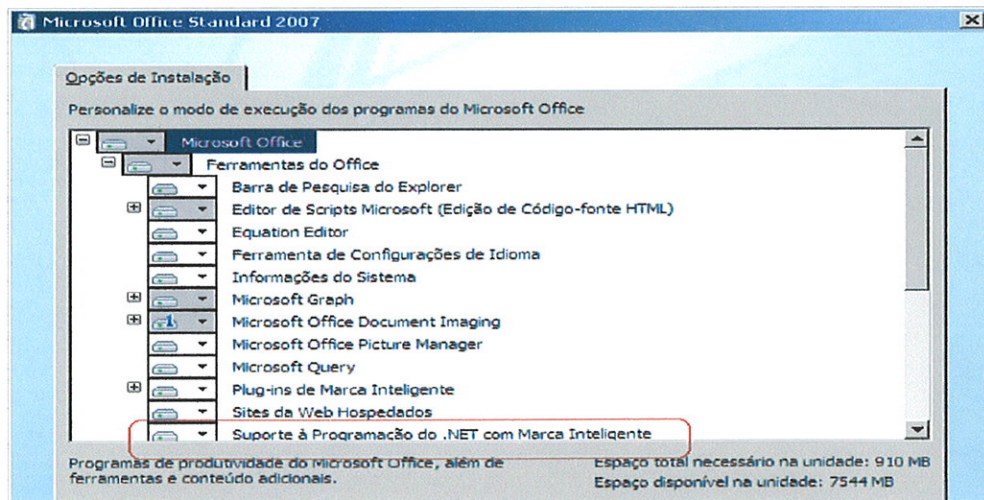 Microsoft Office Standard 2007
Opções de Instalação
Personalize o modo de execução dos programas do Microsoft Office
Microsoft Office
Ferramentas do Office
Barra de Pesquisa do Explorer
Editor de Scripts Microsoft (Edição de Código-fonte HTML)
Equation Editor
Ferramenta de Configurações de Idioma
Informações do Sistema
Microsoft Graph
Microsoft Office Document Imaging
Microsoft Office Picture Manager
Microsoft Query
Plug-ins de Marca Inteligente
Sites da Web Hospedados
Suporte à Programação do .NET com Marca Inteligente
Programas de produtividade do Microsoft Office, além de
ferramentas e conteúdo adicionais.
Espaço total necessário na unidade: 910 MB
Espaço disponível na unidade: 7544 MB